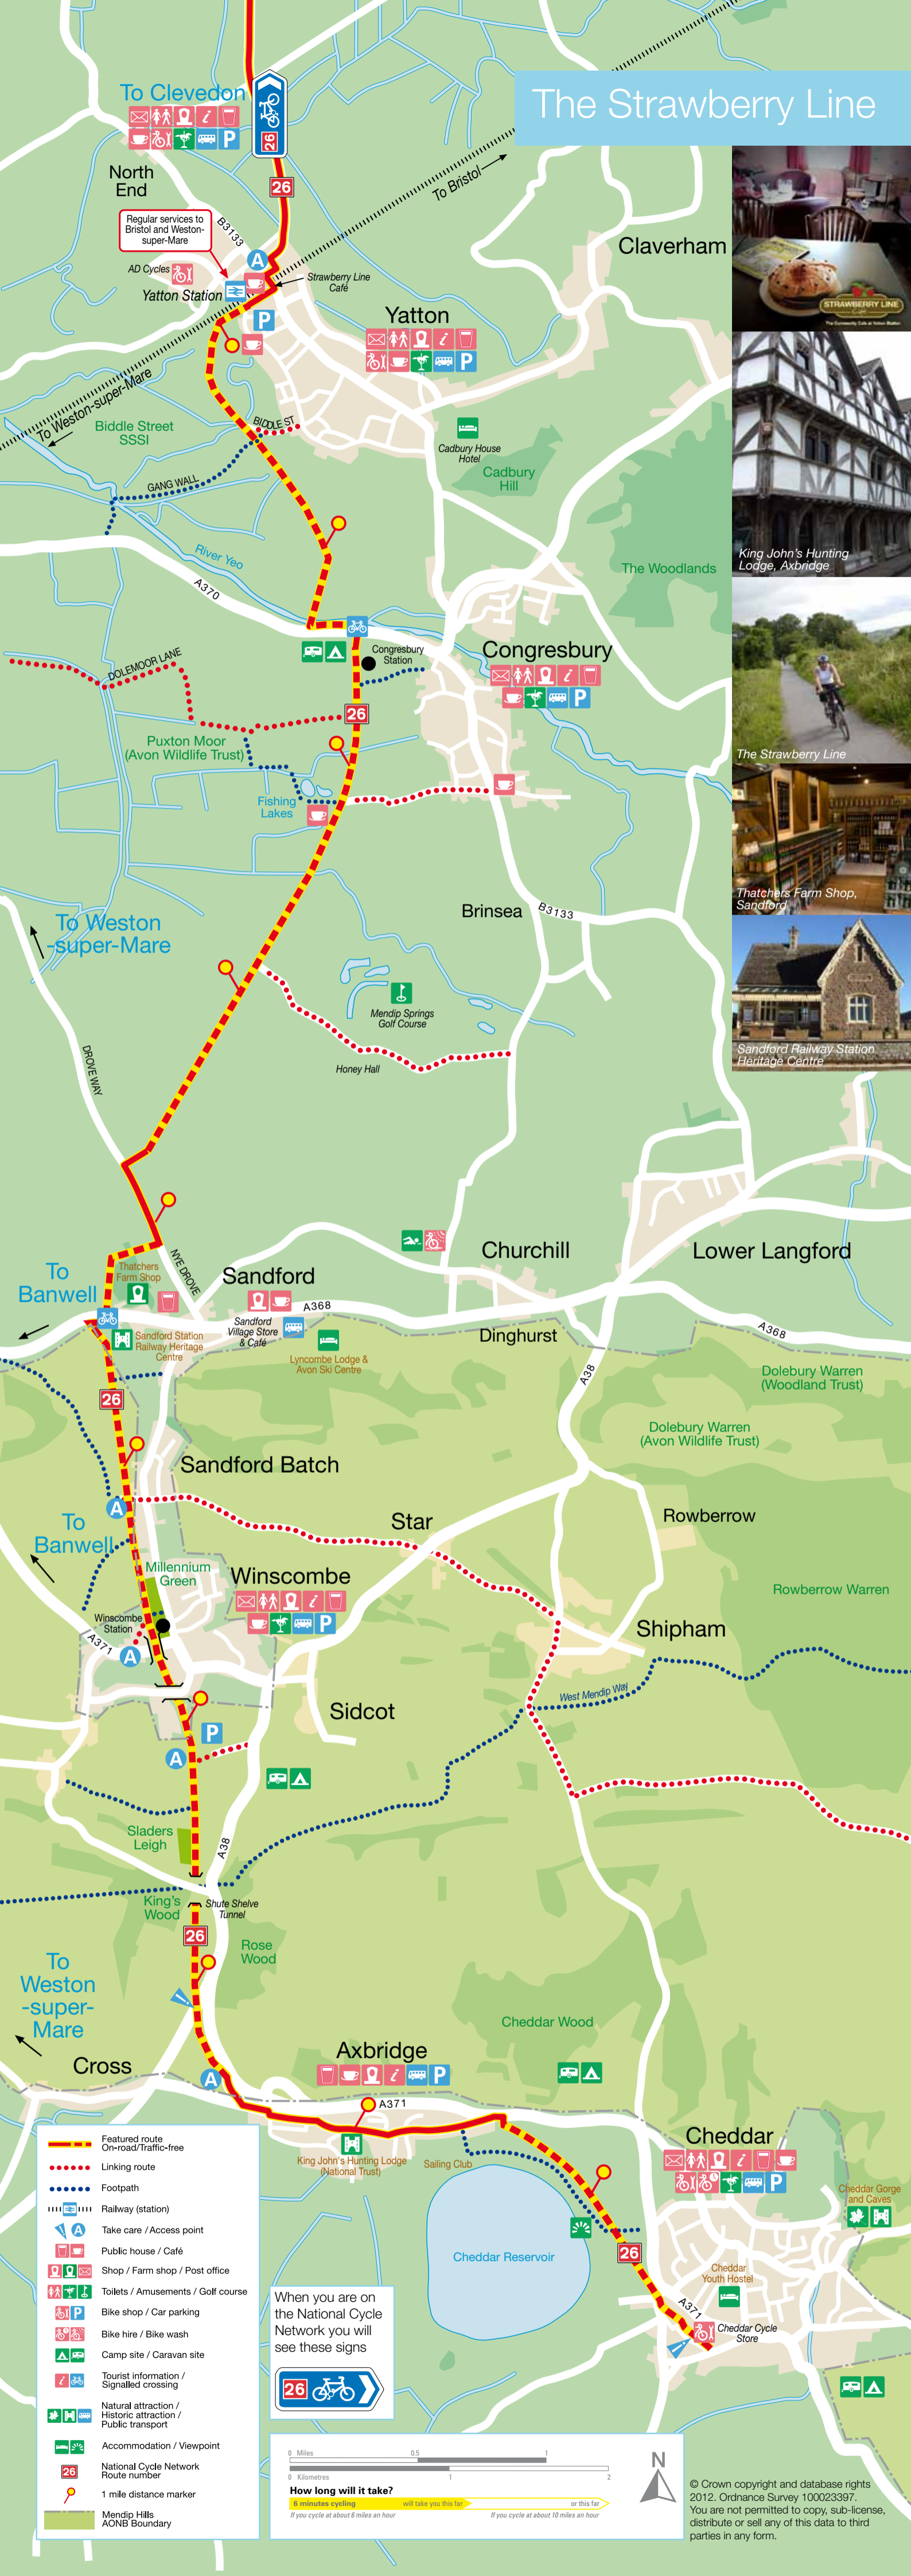 The Strawberry Line
To Clevedon
26
North
End
26
To Bristol
B3133
Regular services to
Bristol and Weston-
super-Mare
A
AD Cycles
Yatton Station
Strawberry Line
Café
P
Claverham
Yatton
STRAWBERRY LINE
Café
The Community Cafe at Yatton Station
To Weston-super-Mare
Biddle Street
SSSI
BIDDLE ST
GANG WALL
Cadbury House
Hotel
Cadbury
Hill
River Yeo
A370
The Woodlands
King John's Hunting
Lodge, Axbridge
Congresbury
Station
Congresbury
DOLEMOOR LANE
26
Puxton Moor
(Avon Wildlife Trust)
Fishing
Lakes
The Strawberry Line
Thatchers Farm Shop,
Sandford
Brinsea
B3133
To Weston
-super-Mare
Mendip Springs
Golf Course
Honey Hall
Sandford Railway Station
Heritage Centre
DROVE WAY
NYE DROVE
To
Banwell
Thatchers
Farm Shop
Sandford
A368
Sandford
Village Store
& Café
Churchill
Lower Langford
Dinghurst
A368
Sandford Station
Railway Heritage
Centre
Lyncombe Lodge &
Avon Ski Centre
A38
Dolebury Warren
(Woodland Trust)
26
Dolebury Warren
(Avon Wildlife Trust)
Sandford Batch
A
To
Banwell
Star
Rowberrow
Millennium
Green
Winscombe
Rowberrow Warren
Winscombe
Station
A371
A
Shipham
West Mendip Way
Sidcot
P
A
Sladers
Leigh
A38
King's
Wood
Shute Shelve
Tunnel
26
Rose
Wood
To
Weston
-super-
Mare
Cheddar Wood
Cross
A
Axbridge
A371
King John's Hunting Lodge
(National Trust)
Sailing Club
Cheddar
Cheddar Gorge
and Caves
Cheddar Reservoir
26
Cheddar
Youth Hostel
A371
Cheddar Cycle
Store
Featured route
On-road/Traffic-free
Linking route
Footpath
Railway (station)
Take care / Access point
Public house / Café
Shop / Farm shop / Post office
Toilets / Amusements / Golf course
Bike shop / Car parking
Bike hire / Bike wash
Camp site / Caravan site
Tourist information /
Signalled crossing
Natural attraction /
Historic attraction /
Public transport
Accommodation / Viewpoint
26
National Cycle Network
Route number
1 mile distance marker
Mendip Hills
AONB Boundary
When you are on
the National Cycle
Network you will
see these signs
26
0 Miles 0.5 1
0 Kilometres 1 2
How long will it take?
6 minutes cycling will take you this far or this far
If you cycle at about 6 miles an hour If you cycle at about 10 miles an hour
N
© Crown copyright and database rights
2012. Ordnance Survey 100023397.
You are not permitted to copy, sub-license,
distribute or sell any of this data to third
parties in any form.